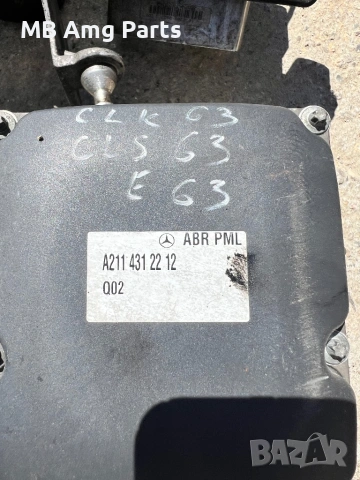 MB Amg Parts
CLK 63
CLS 63
E 63
ABR PML
A211 431 22 12
Q02
BAZAR